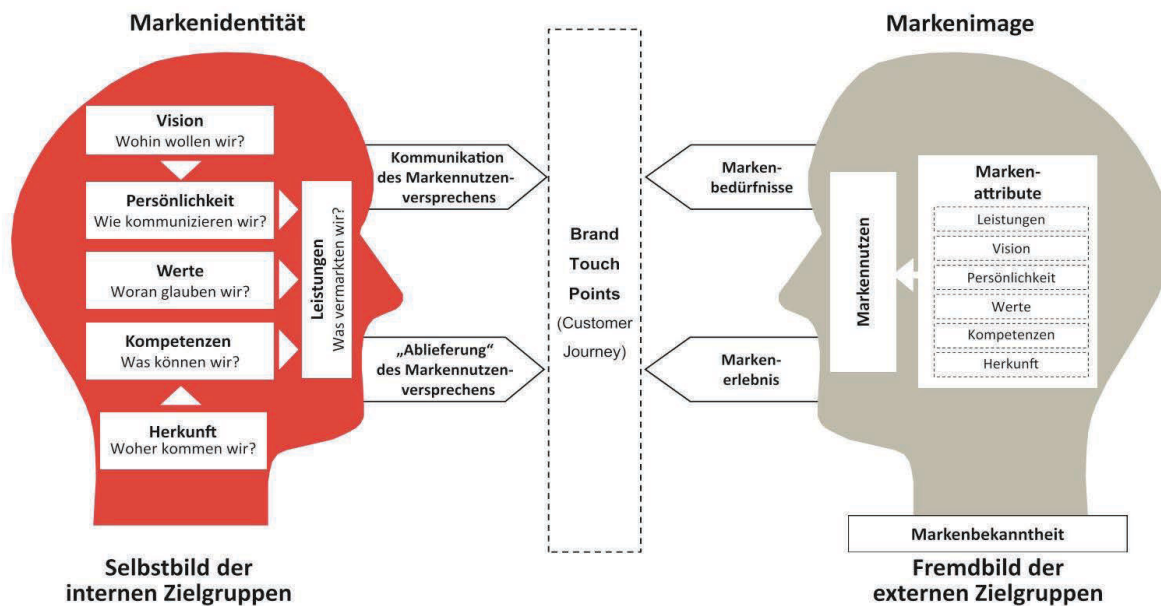 Markenidentität
Vision
Wohin wollen wir?
Persönlichkeit
Wie kommunizieren wir?
Werte
Woran glauben wir?
Kompetenzen
Was können wir?
Herkunft
Woher kommen wir?
Leistungen
Was vermarkten wir?
Selbstbild der
internen Zielgruppen
Kommunikation
des Markennutzen-
versprechens
„Ablieferung“
des Markennutzen-
versprechens
Brand
Touch
Points
(Customer
Journey)
Markenimage
Marken-
bedürfnisse
Marken-
erlebnis
Markennutzen
Marken-
attribute
Leistungen
Vision
Persönlichkeit
Werte
Kompetenzen
Herkunft
Markenbekanntheit
Fremdbild der
externen Zielgruppen